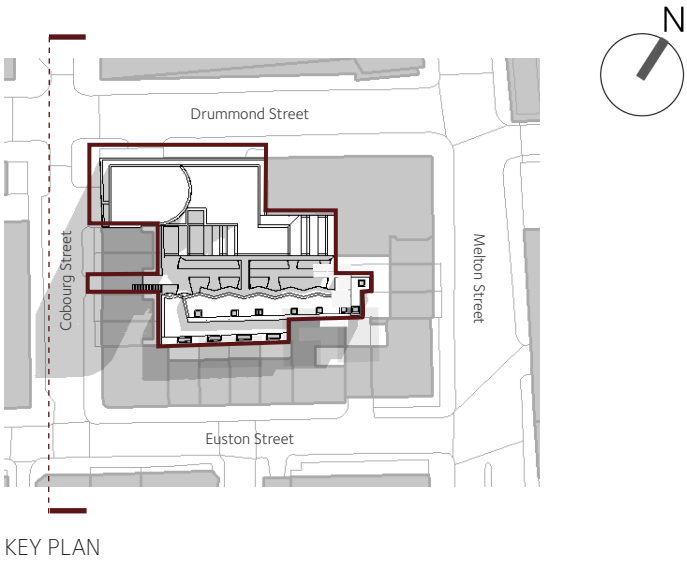 N
Drummond Street
Cobourg Street
Melton Street
Euston Street
KEY PLAN